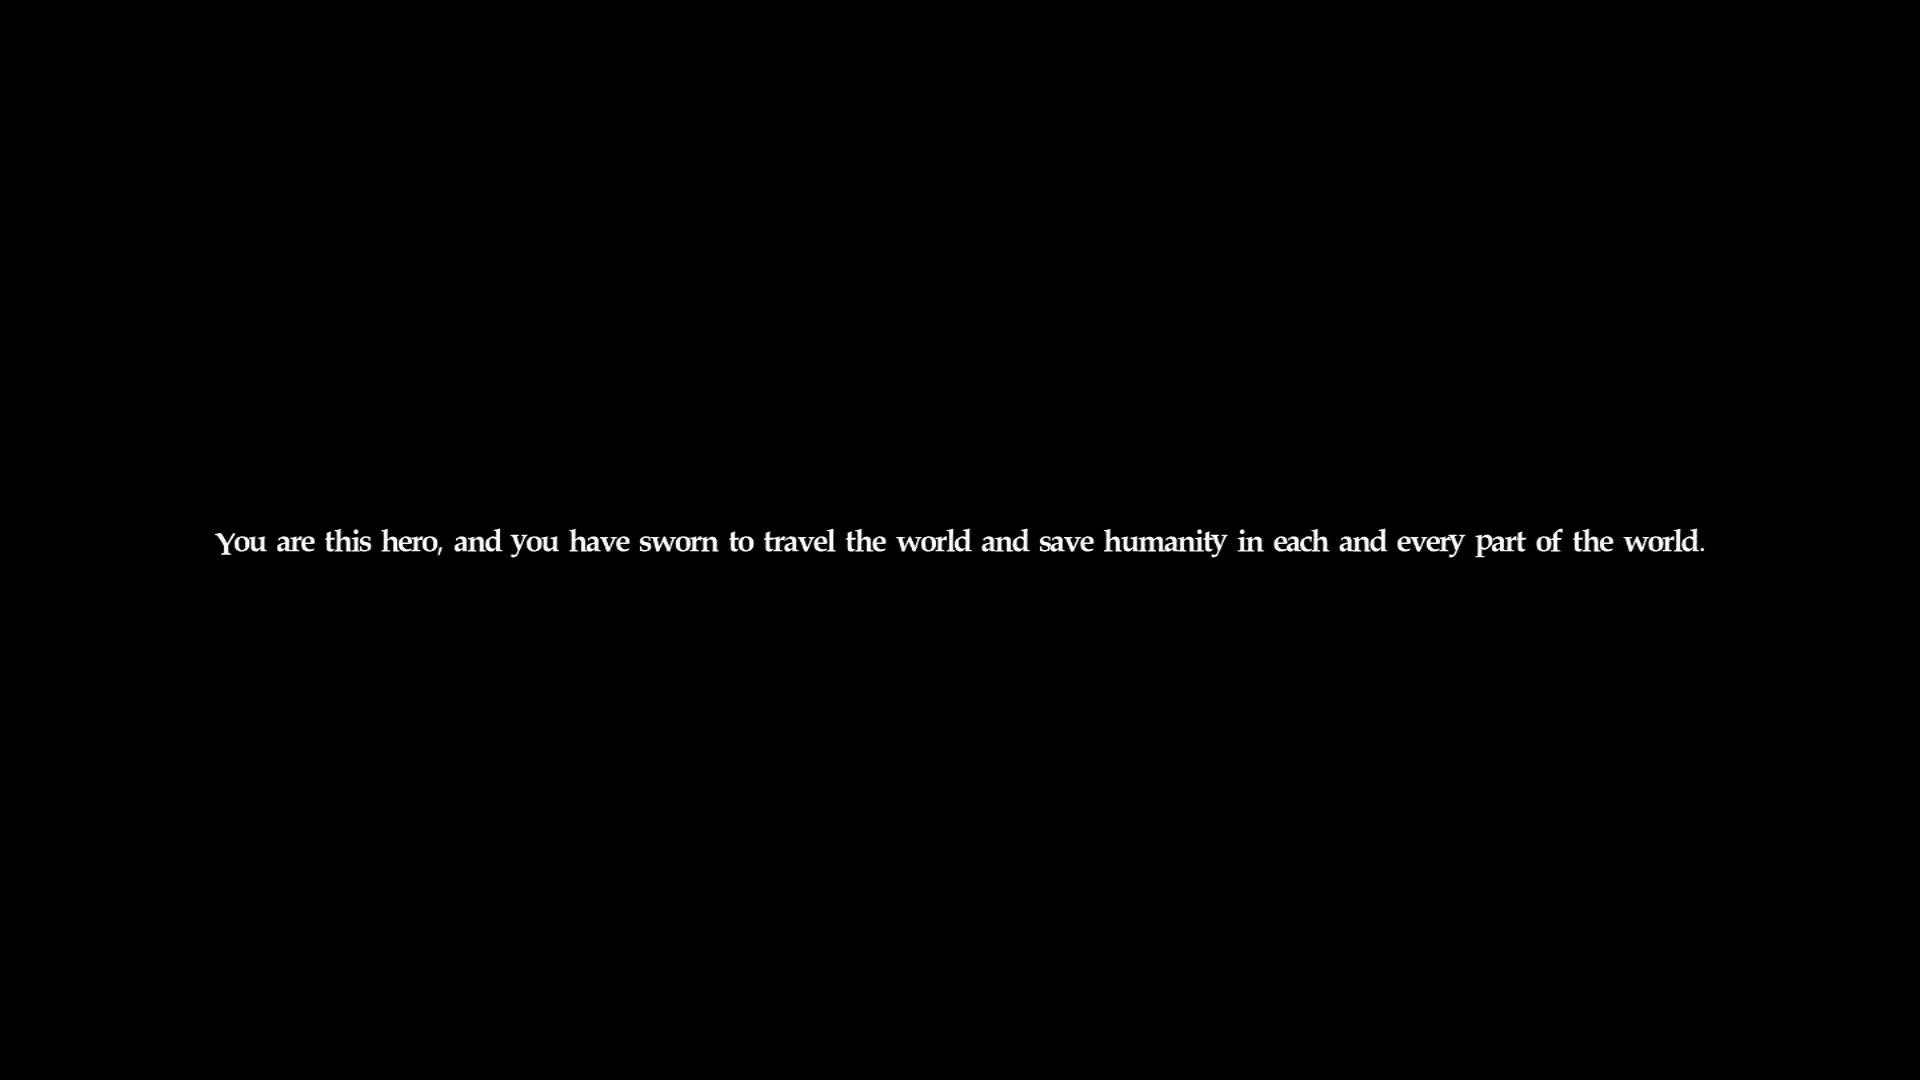 You are this hero, and you have sworn to travel the world and save humanity in each and every part of the world.